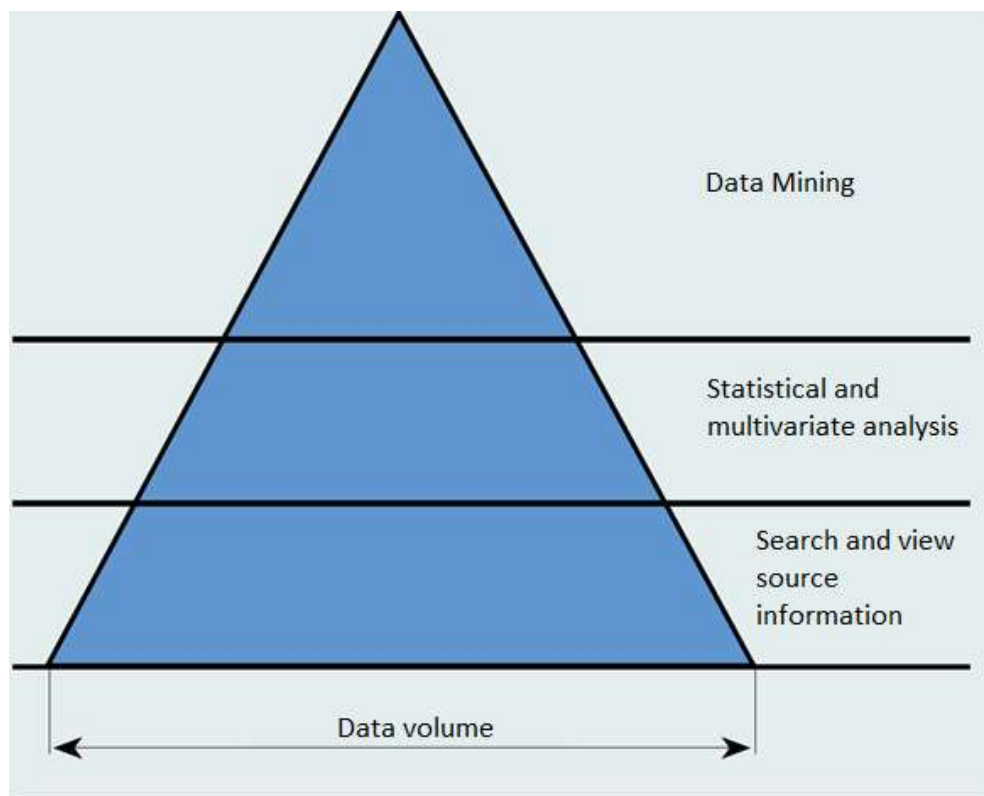 Data Mining
Statistical and
multivariate analysis
Search and view
source
information
Data volume